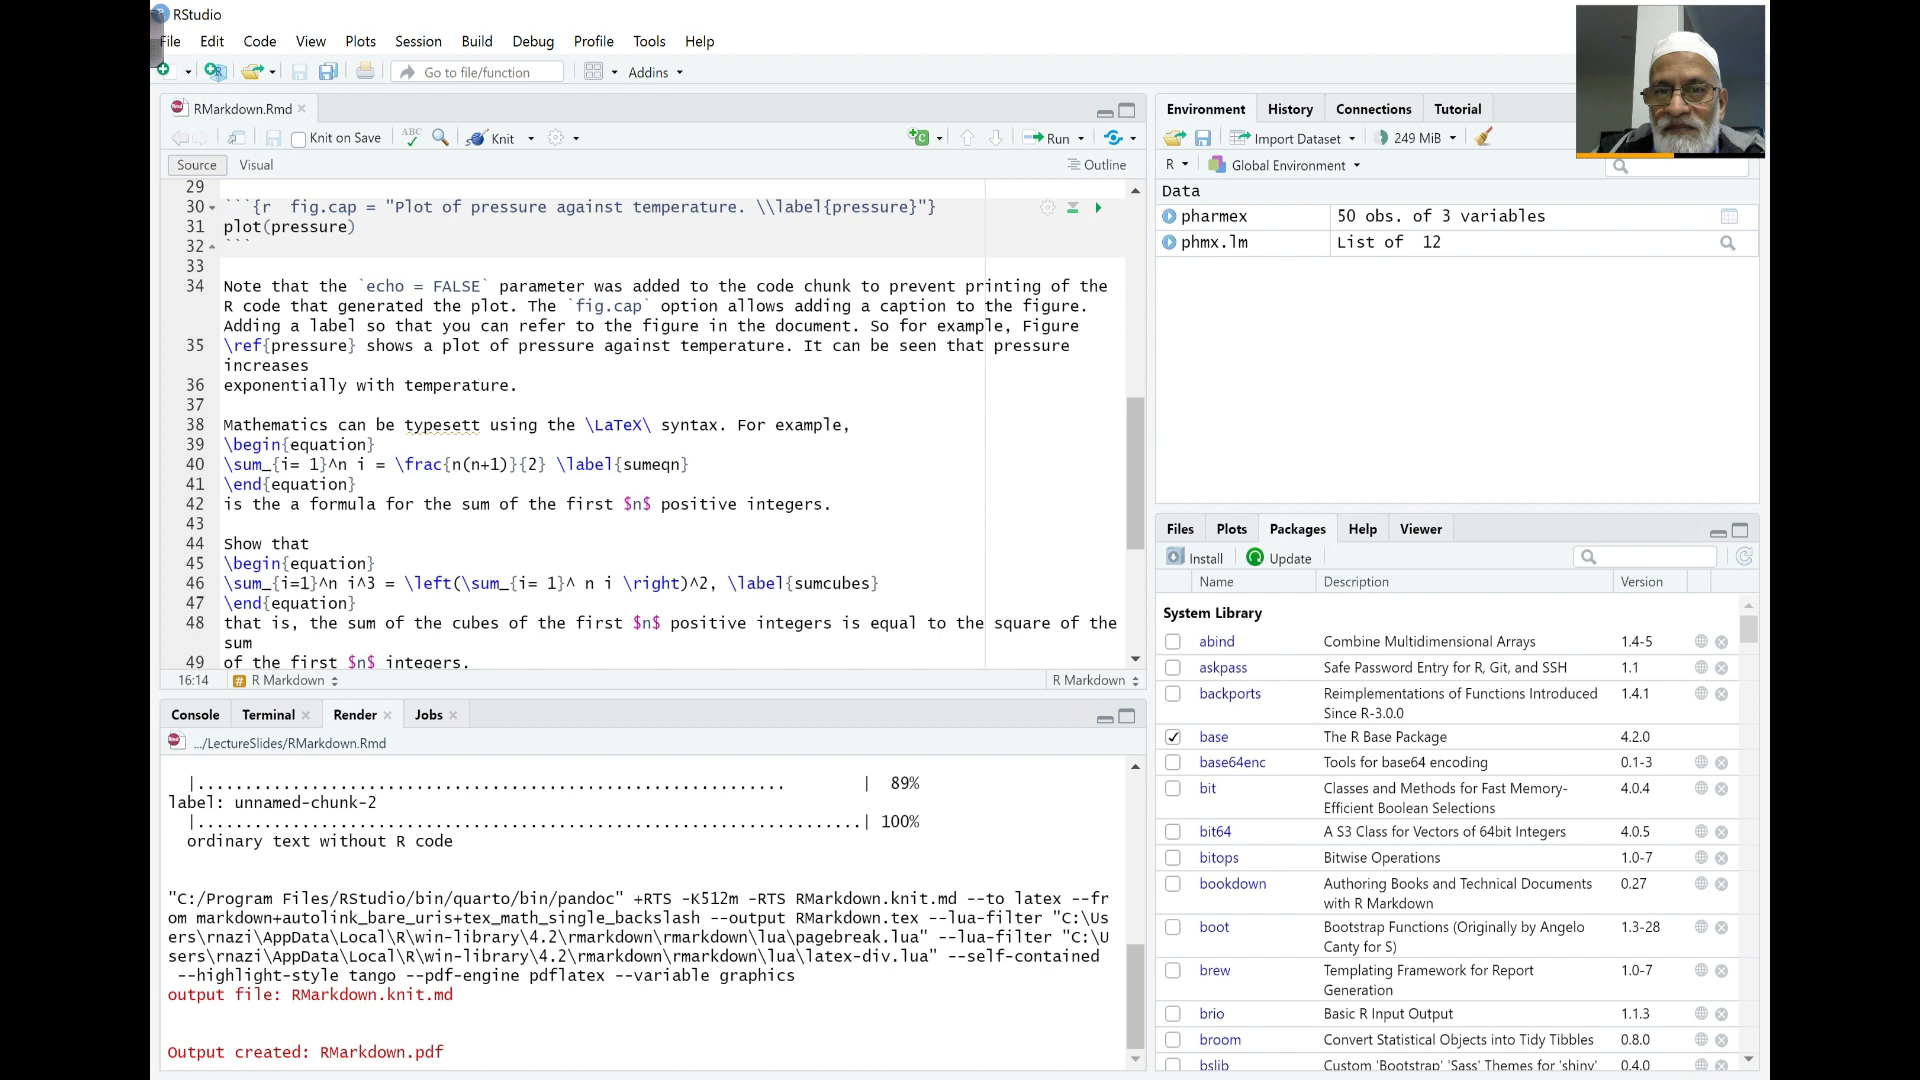 RStudio
File Edit Code View Plots Session Build Debug Profile Tools Help
Go to file/function Addins
RMarkdown.Rmd
Knit on Save ABC Knit Run
Source Visual Outline
29
30 ```{r  fig.cap = "Plot of pressure against temperature. \\label{pressure}"}
31 plot(pressure)
32 ```
33
34 Note that the `echo = FALSE` parameter was added to the code chunk to prevent printing of the
R code that generated the plot. The `fig.cap` option allows adding a caption to the figure.
Adding a label so that you can refer to the figure in the document. So for example, Figure
35 \ref{pressure} shows a plot of pressure against temperature. It can be seen that pressure
increases
36 exponentially with temperature.
37
38 Mathematics can be typesett using the \LaTeX\ syntax. For example,
39 \begin{equation}
40 \sum_{i= 1}^n i = \frac{n(n+1)}{2} \label{sumeqn}
41 \end{equation}
42 is the a formula for the sum of the first $n$ positive integers.
43
44 Show that
45 \begin{equation}
46 \sum_{i=1}^n i^3 = \left(\sum_{i= 1}^ n i \right)^2, \label{sumcubes}
47 \end{equation}
48 that is, the sum of the cubes of the first $n$ positive integers is equal to the square of the
sum
49 of the first $n$ integers.
16:14 # R Markdown R Markdown
Console Terminal Render Jobs
.../LectureSlides/RMarkdown.Rmd
|.............................................................. | 89%
label: unnamed-chunk-2
|......................................................................| 100%
ordinary text without R code
"C:/Program Files/RStudio/bin/quarto/bin/pandoc" +RTS -K512m -RTS RMarkdown.knit.md --to latex --fr
om markdown+autolink_bare_uris+tex_math_single_backslash --output RMarkdown.tex --lua-filter "C:\Us
ers\rnazi\AppData\Local\R\win-library\4.2\rmarkdown\rmarkdown\lua\pagebreak.lua" --lua-filter "C:\U
sers\rnazi\AppData\Local\R\win-library\4.2\rmarkdown\rmarkdown\lua\latex-div.lua" --self-contained
--highlight-style tango --pdf-engine pdflatex --variable graphics
output file: RMarkdown.knit.md
Output created: RMarkdown.pdf
Environment History Connections Tutorial
Import Dataset 249 MiB
R Global Environment
Data
pharmex 50 obs. of 3 variables
phmx.lm List of  12
Files Plots Packages Help Viewer
Install Update
Name Description Version
System Library
abind Combine Multidimensional Arrays 1.4-5
askpass Safe Password Entry for R, Git, and SSH 1.1
backports Reimplementations of Functions Introduced 1.4.1
Since R-3.0.0
base The R Base Package 4.2.0
base64enc Tools for base64 encoding 0.1-3
bit Classes and Methods for Fast Memory- 4.0.4
Efficient Boolean Selections
bit64 A S3 Class for Vectors of 64bit Integers 4.0.5
bitops Bitwise Operations 1.0-7
bookdown Authoring Books and Technical Documents 0.27
with R Markdown
boot Bootstrap Functions (Originally by Angelo 1.3-28
Canty for S)
brew Templating Framework for Report 1.0-7
Generation
brio Basic R Input Output 1.1.3
broom Convert Statistical Objects into Tidy Tibbles 0.8.0
bslib Custom 'Bootstrap' 'Sass' Themes for 'shiny' 0.4.0